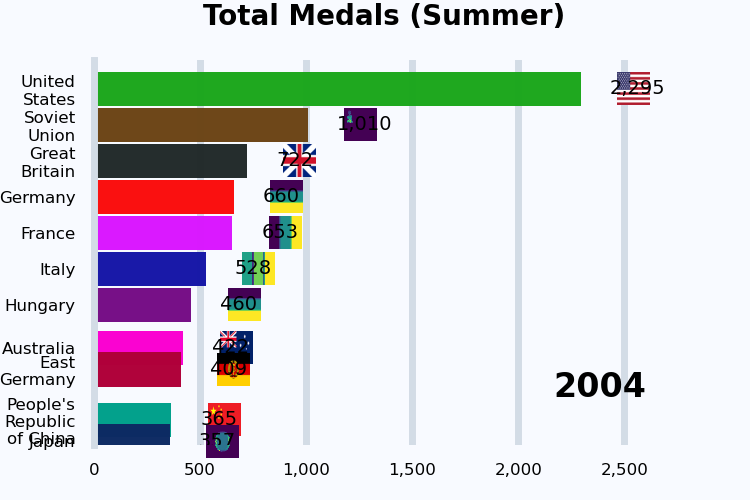 Total Medals (Summer)
United
States
2,295
Soviet
Union
1,010
Great
Britain
722
Germany
660
France
653
Italy
528
Hungary
460
Australia
East
Germany
409
People's
Republic
of China
365
Japan
2004
0
500
1,000
1,500
2,000
2,500